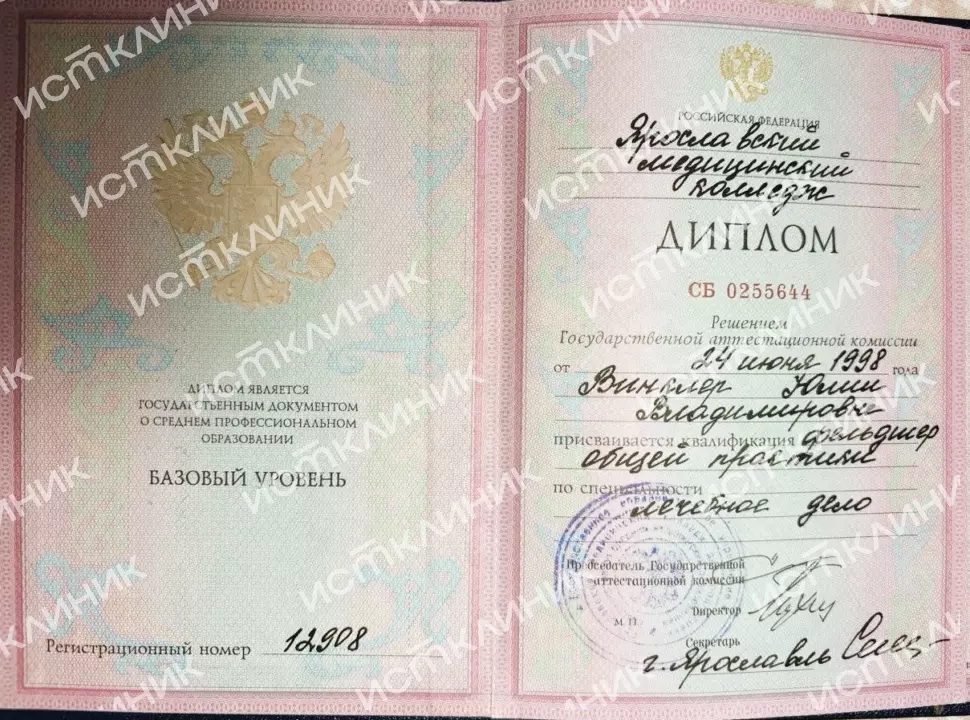 ДИПЛОМ ЯВЛЯЕТСЯ
ГОСУДАРСТВЕННЫМ ДОКУМЕНТОМ
О СРЕДНЕМ ПРОФЕССИОНАЛЬНОМ
ОБРАЗОВАНИИ
БАЗОВЫЙ УРОВЕНЬ
Регистрационный номер 12908
РОССИЙСКАЯ ФЕДЕРАЦИЯ
Ярославский
медицинский
колледж
ДИПЛОМ
СБ 0255644
Решением
Государственной аттестационной комиссии
от 24 июня 1998 года
Винклер Юлии
Владимировне
присваивается квалификация фельдшер
общей практики
по специальности
лечебное дело
Председатель Государственной
аттестационной комиссии
Директор
М. П.
Секретарь
г. Ярославль
ИСТКЛИНИК